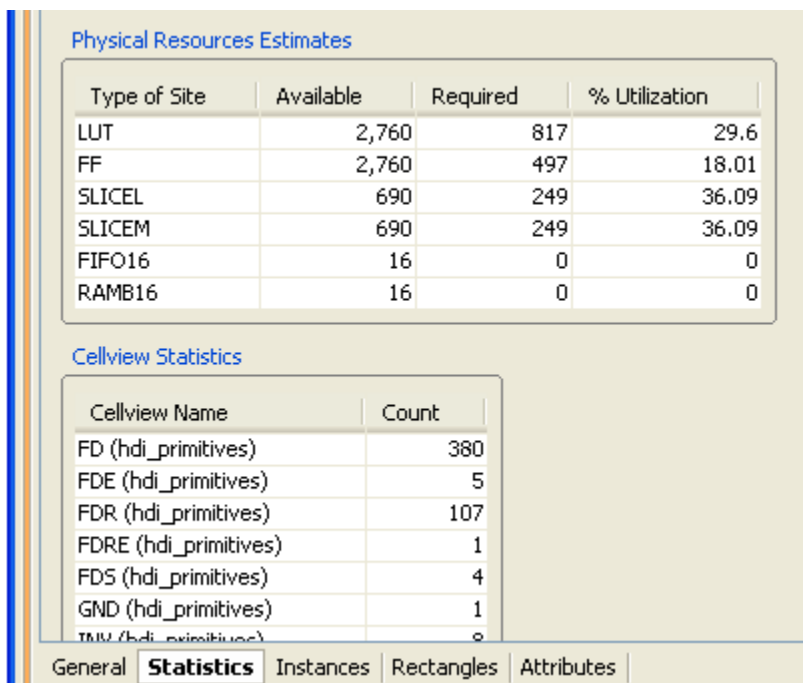 Physical Resources Estimates
Type of Site Available Required % Utilization
LUT 2,760 817 29.6
FF 2,760 497 18.01
SLICEL 690 249 36.09
SLICEM 690 249 36.09
FIFO16 16 0 0
RAMB16 16 0 0
Cellview Statistics
Cellview Name Count
FD (hdi_primitives) 380
FDE (hdi_primitives) 5
FDR (hdi_primitives) 107
FDRE (hdi_primitives) 1
FDS (hdi_primitives) 4
GND (hdi_primitives) 1
General Statistics Instances Rectangles Attributes